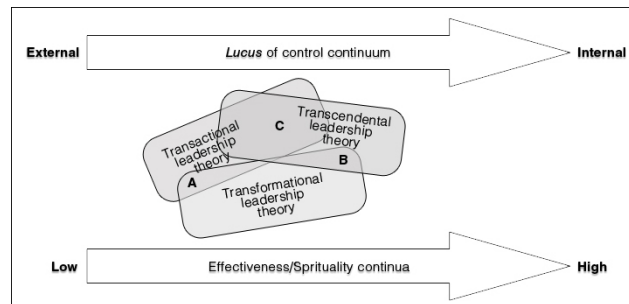 External
Lucus of control continuum
Internal
Transactional
leadership
theory
C
Transcendental
leadership
theory
B
A
Transformational
leadership
theory
Low
Effectiveness/Sprituality continua
High